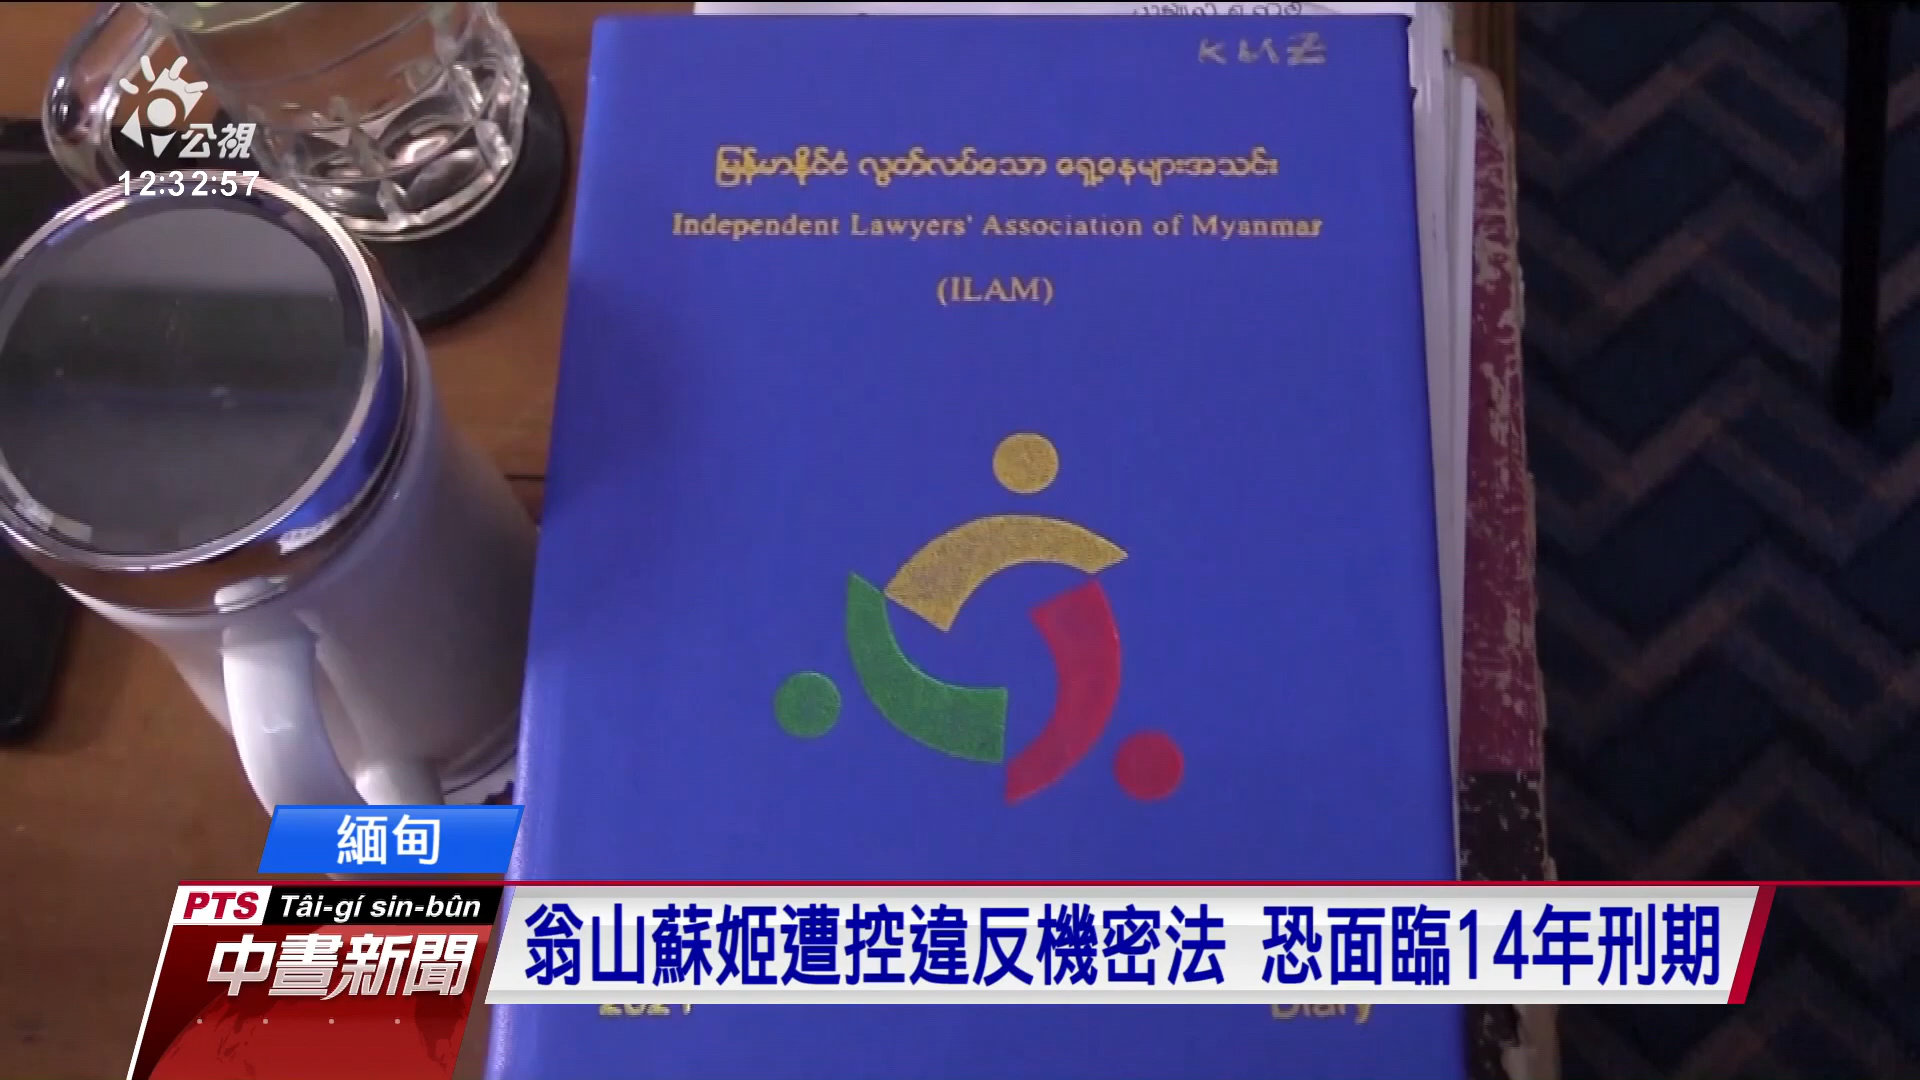 KMZ
公視
12:32:57
မြန်မာနိုင်ငံ လွတ်လပ်သော ရှေ့နေများအသင်း
Independent Lawyers' Association of Myanmar
(ILAM)
緬甸
PTS Tâi-gí sin-bûn
中晝新聞
翁山蘇姬遭控違反機密法 恐面臨14年刑期
2021
Diary